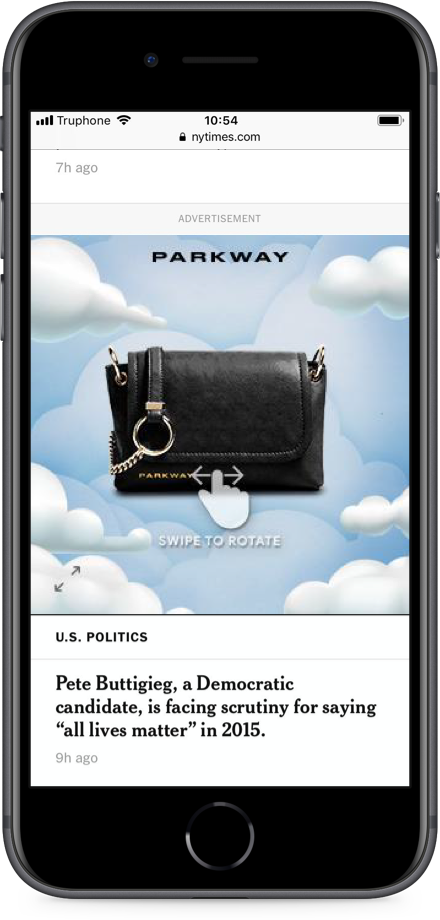 Truphone
10:54
nytimes.com
7h ago
ADVERTISEMENT
PARKWAY
PARKWAY
SWIPE TO ROTATE
U.S. POLITICS
Pete Buttigieg, a Democratic
candidate, is facing scrutiny for saying
“all lives matter” in 2015.
9h ago